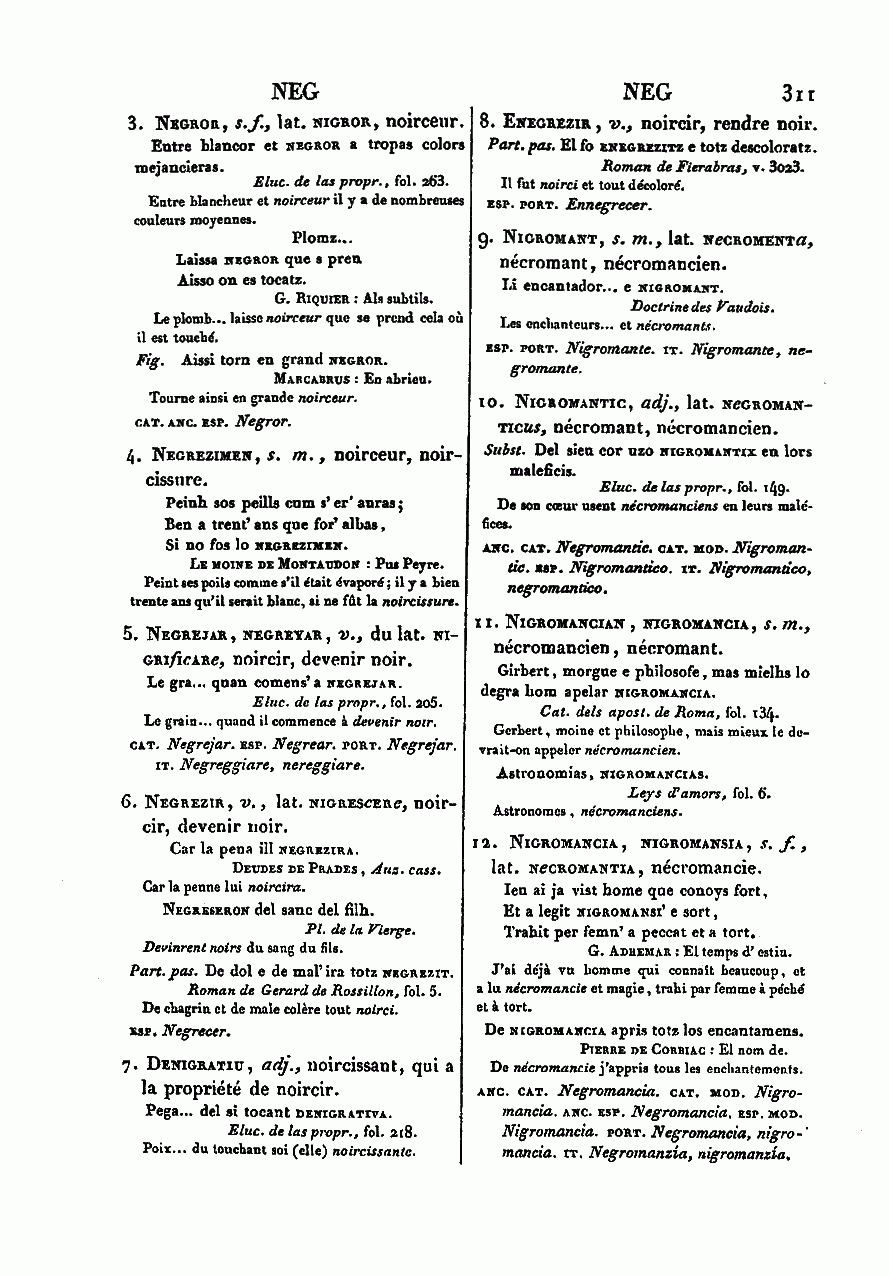 NEG NEG 311
3. Negror, s.f., lat. nigror, noirceur.
Entre blancor et negror a tropas colors
mejancieras.
Eluc. de las propr., fol. 263.
Entre blancheur et noirceur il y a de nombreuses
couleurs moyennes.
Plomz...
Laissa negror que s pren
Aisso on es tocatz.
G. Riquier : Als subtils.
Le plomb... laisse noirceur que se prend cela où
il est touché.
Fig. Aissi torn en grand negror.
Marcabrus : En abrieu.
Tourne ainsi en grande noirceur.
CAT. ANC. ESP. Negror.
4. Negrezimen, s. m., noirceur, noir-
cissure.
Peinh sos peills cum s'er' auras;
Ben a trent' ans que for' albas,
Si no fos lo negrezimen.
Le moine de Montaudon : Pus Peyre.
Peint ses poils comme s'il était évaporé; il y a bien
trente ans qu'il serait blanc, si ne fût la noircissure.
5. Negrejar, negreyar, v., du lat. ni-
grificare, noircir, devenir noir.
Le gra... quan comens' a negrejar.
Eluc. de las propr., fol. 205.
Le grain... quand il commence à devenir noir.
CAT. Negrejar. ESP. Negrear. PORT. Negrejar.
IT. Negreggiare, nereggiare.
6. Negrezir, v., lat. nigrescere, noir-
cir, devenir noir.
Car la pena ill negrezira.
Deudes de Prades, Aus. cass.
Car la penne lui noircira.
Negreseron del sanc del filh.
Pl. de la Vierge.
Devinrent noirs du sang du fils.
Part. pas. De dol e de mal' ira totz negrezit.
Roman de Gerard de Rossillon, fol. 5.
De chagrin et de male colère tout noirci.
ESP. Negrecer.
7. Denigratiu, adj., noircissant, qui a
la propriété de noircir.
Pega... del si tocant denigrativa.
Eluc. de las propr., fol. 218.
Poix... du touchant soi (elle) noircissante.
8. Enegrezir, v., noircir, rendre noir.
Part. pas. El fo enegrezitz e totz descoloratz.
Roman de Fierabras, v. 3023.
Il fut noirci et tout décoloré.
ESP. PORT. Ennegrecer.
9. Nigromant, s. m., lat. necromenta,
nécromant, nécromancien.
Li encantador... e nigromant.
Doctrine des Vaudois.
Les enchanteurs... et nécromants.
ESP. PORT. Nigromante. IT. Nigromante, ne-
gromante.
10. Nigromantic, adj., lat. negroman-
ticus, nécromant, nécromancien.
Subst. Del sieu cor uzo nigromantix en lors
maleficis.
Eluc. de las propr., fol. 149.
De son cœur usent nécromanciens en leurs malé-
fices.
ANC. CAT. Negromantic. CAT. MOD. Nigroman-
tic. ESP. Nigromantico. IT. Nigromantico,
negromantico.
11. Nigromancian, nigromancia, s. m.,
nécromancien, nécromant.
Girbert, morgue e philosofe, mas mielhs lo
degra hom apelar nigromancia.
Cat. dels apost. de Roma, fol. 134.
Gerbert, moine et philosophe, mais mieux le de-
vrait-on appeler nécromancien.
Astronomias, nigromancias.
Leys d'amors, fol. 6.
Astronomes, nécromanciens.
12. Nigromancia, nigromansia, s. f.,
lat. necromantia, nécromancie.
Ieu ai ja vist home que conoys fort,
Et a legit nigromansi' e sort,
Trahit per femn' a peccat et a tort.
G. Adhemar : El temps d'estiu.
J'ai déjà vu homme qui connaît beaucoup, et
a lu nécromancie et magie, trahi par femme à péché
et à tort.
De nigromancia apris totz los encantamens.
Pierre de Corbiac : El nom de.
De nécromancie j'appris tous les enchantements.
ANC. CAT. Negromancia. CAT. MOD. Nigro-
mancia. ANC. ESP. Negromancia. ESP. MOD.
Nigromancia. PORT. Negromancia, nigro-
mancia. IT. Negromanzía, nigromanzía.